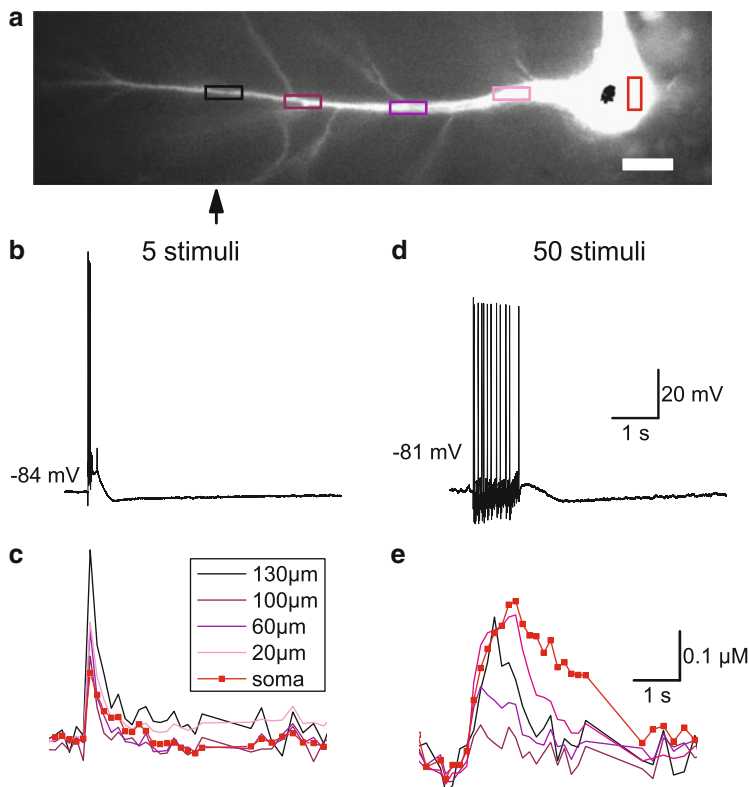 a
b
5 stimuli
d
50 stimuli
20 mV
1 s
-84 mV
-81 mV
c
130µm
100µm
60µm
20µm
soma
e
0.1 µM
1 s